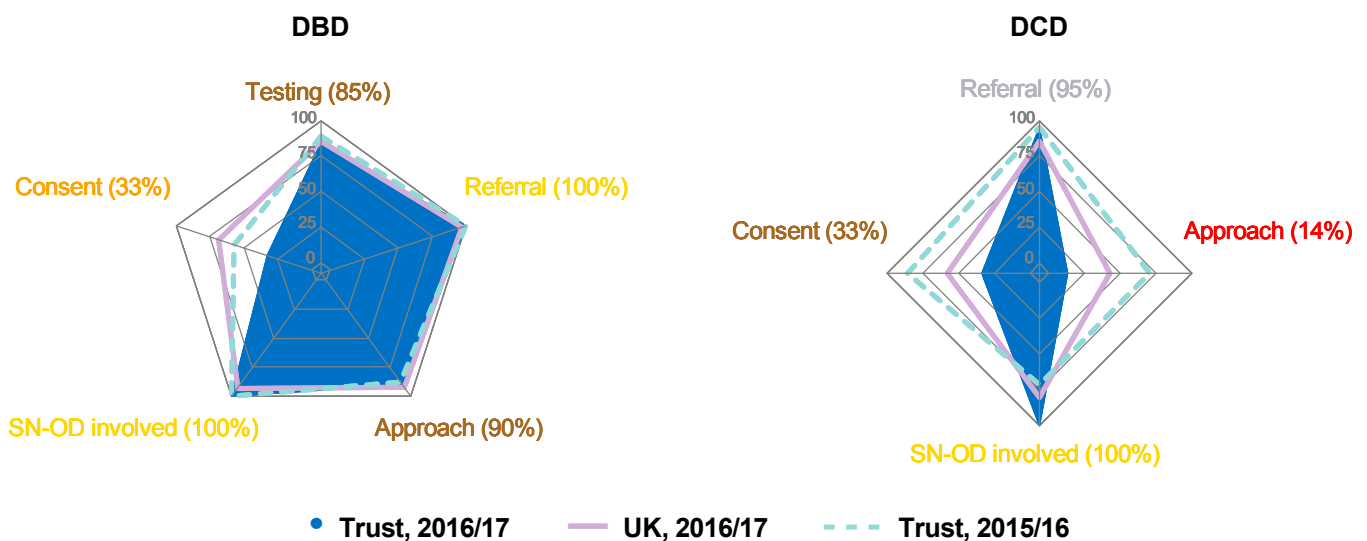 DBD
Testing (85%)
100
75
50
25
0
Consent (33%)
Referral (100%)
SN-OD involved (100%)
Approach (90%)
DCD
Referral (95%)
100
75
50
25
0
Consent (33%)
Approach (14%)
SN-OD involved (100%)
Trust, 2016/17
UK, 2016/17
Trust, 2015/16